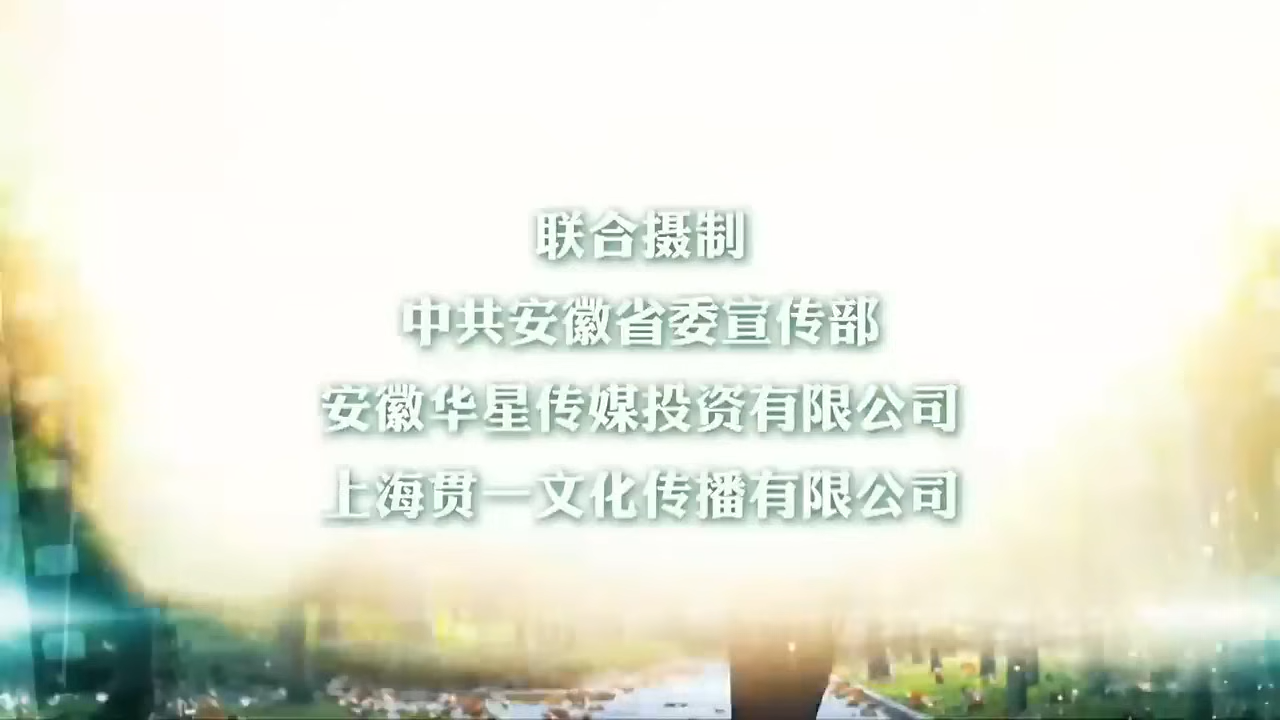 联合摄制
中共安徽省委宣传部
安徽华星传媒投资有限公司
上海贯一文化传播有限公司